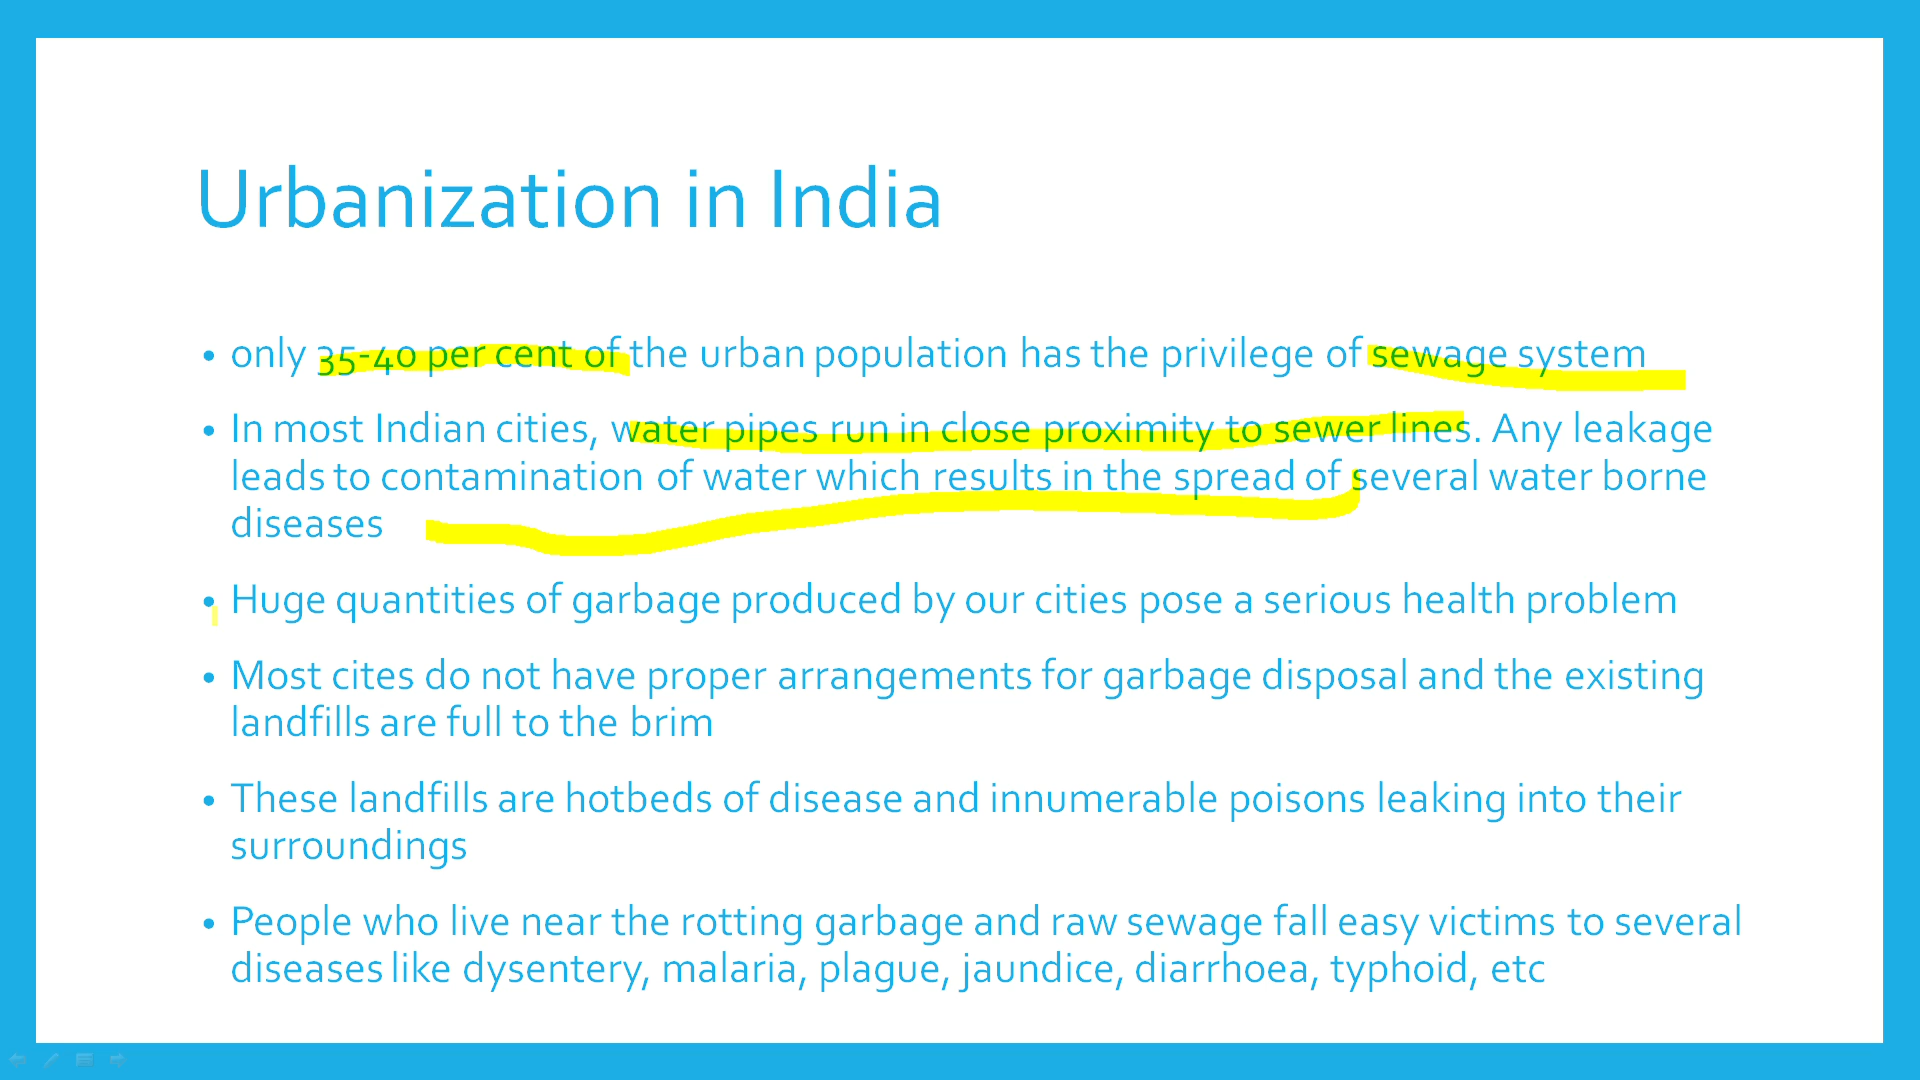 Urbanization in India
• only 35-40 per cent of the urban population has the privilege of sewage system
• In most Indian cities, water pipes run in close proximity to sewer lines. Any leakage
leads to contamination of water which results in the spread of several water borne
diseases
• Huge quantities of garbage produced by our cities pose a serious health problem
• Most cites do not have proper arrangements for garbage disposal and the existing
landfills are full to the brim
• These landfills are hotbeds of disease and innumerable poisons leaking into their
surroundings
• People who live near the rotting garbage and raw sewage fall easy victims to several
diseases like dysentery, malaria, plague, jaundice, diarrhoea, typhoid, etc